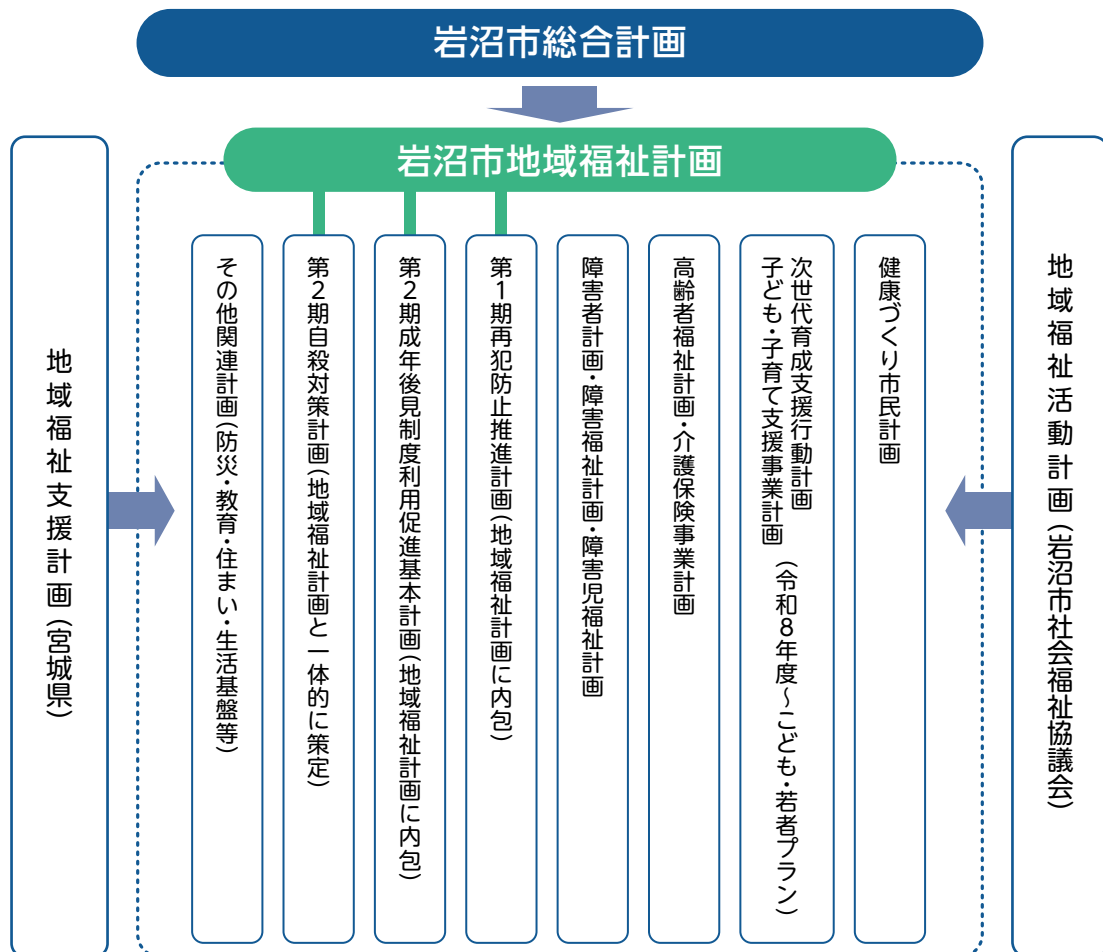 岩沼市総合計画
岩沼市地域福祉計画
地域福祉活動計画(岩沼市社会福祉協議会)
健康づくり市民計画
次世代育成支援行動計画
子ども・子育て支援事業計画(令和8年度~こども・若者プラン)
高齢者福祉計画・介護保険事業計画
障害者計画・障害福祉計画・障害児福祉計画
第1期再犯防止推進計画(地域福祉計画に内包)
第2期成年後見制度利用促進基本計画(地域福祉計画に内包)
第2期自殺対策計画(地域福祉計画と一体的に策定)
その他関連計画(防災・教育・住まい・生活基盤等)
地域福祉支援計画(宮城県)